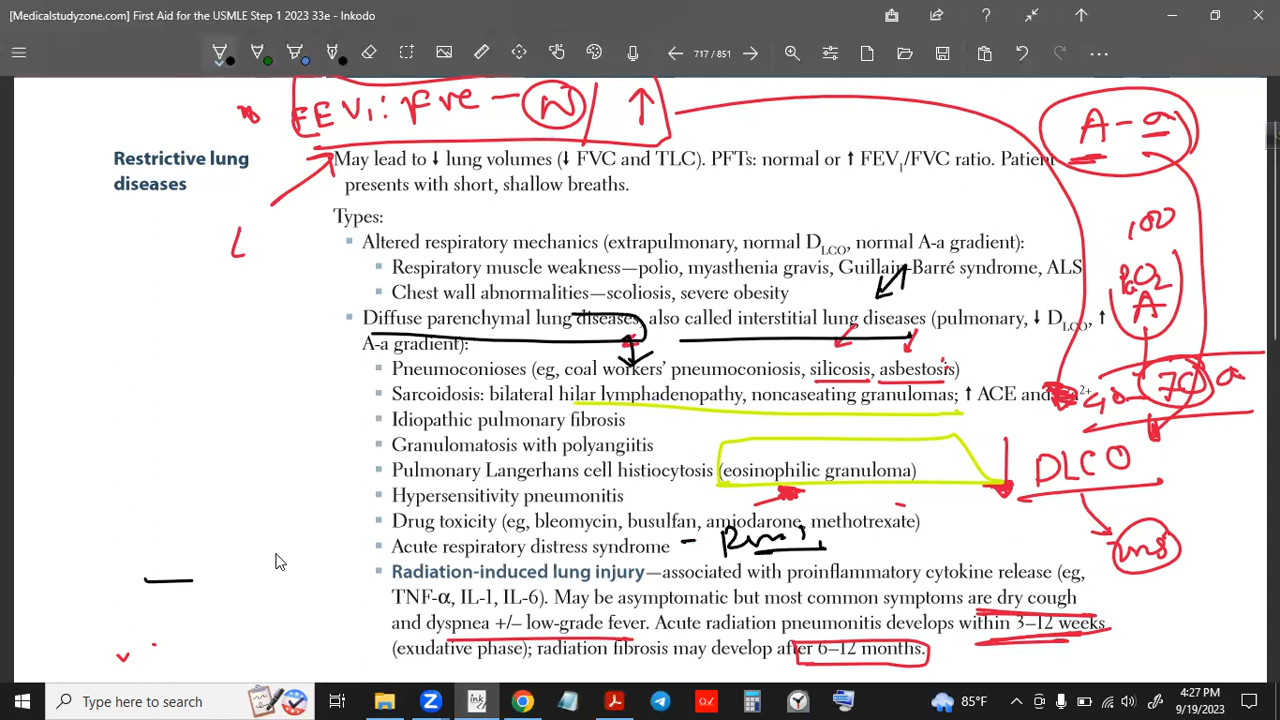 [Medicalstudyzone.com] First Aid for the USMLE Step 1 2023 33e - Inkodo
717 / 851
FEV1: FVC - N ↑
A - a
Restrictive lung diseases
May lead to ↓ lung volumes (↓ FVC and TLC). PFTs: normal or ↑ FEV1/FVC ratio. Patient
presents with short, shallow breaths.
Types:
Altered respiratory mechanics (extrapulmonary, normal DLCO, normal A-a gradient):
Respiratory muscle weakness—polio, myasthenia gravis, Guillain-Barré syndrome, ALS
Chest wall abnormalities—scoliosis, severe obesity
Diffuse parenchymal lung diseases, also called interstitial lung diseases (pulmonary, ↓ DLCO, ↑
A-a gradient):
Pneumoconioses (eg, coal workers' pneumoconiosis, silicosis, asbestosis)
Sarcoidosis: bilateral hilar lymphadenopathy, noncaseating granulomas; ↑ ACE and 2+
Idiopathic pulmonary fibrosis
Granulomatosis with polyangiitis
Pulmonary Langerhans cell histiocytosis (eosinophilic granuloma)
Hypersensitivity pneumonitis
Drug toxicity (eg, bleomycin, busulfan, amiodarone, methotrexate)
Acute respiratory distress syndrome -
Radiation-induced lung injury—associated with proinflammatory cytokine release (eg,
TNF-α, IL-1, IL-6). May be asymptomatic but most common symptoms are dry cough
and dyspnea +/– low-grade fever. Acute radiation pneumonitis develops within 3–12 weeks
(exudative phase); radiation fibrosis may develop after 6–12 months.
100
PaO2
A
70 a
DLCO
Type here to search
85°F
4:27 PM
9/19/2023